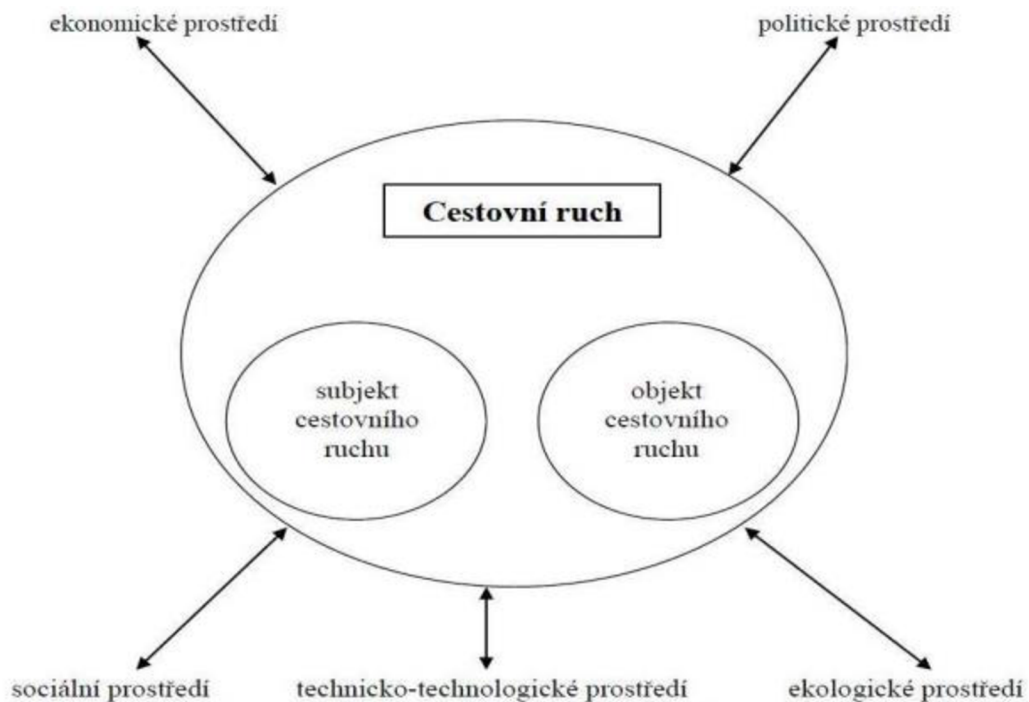 ekonomické prostředí
politické prostředí
Cestovní ruch
subjekt
cestovního
ruchu
objekt
cestovního
ruchu
sociální prostředí
technicko-technologické prostředí
ekologické prostředí